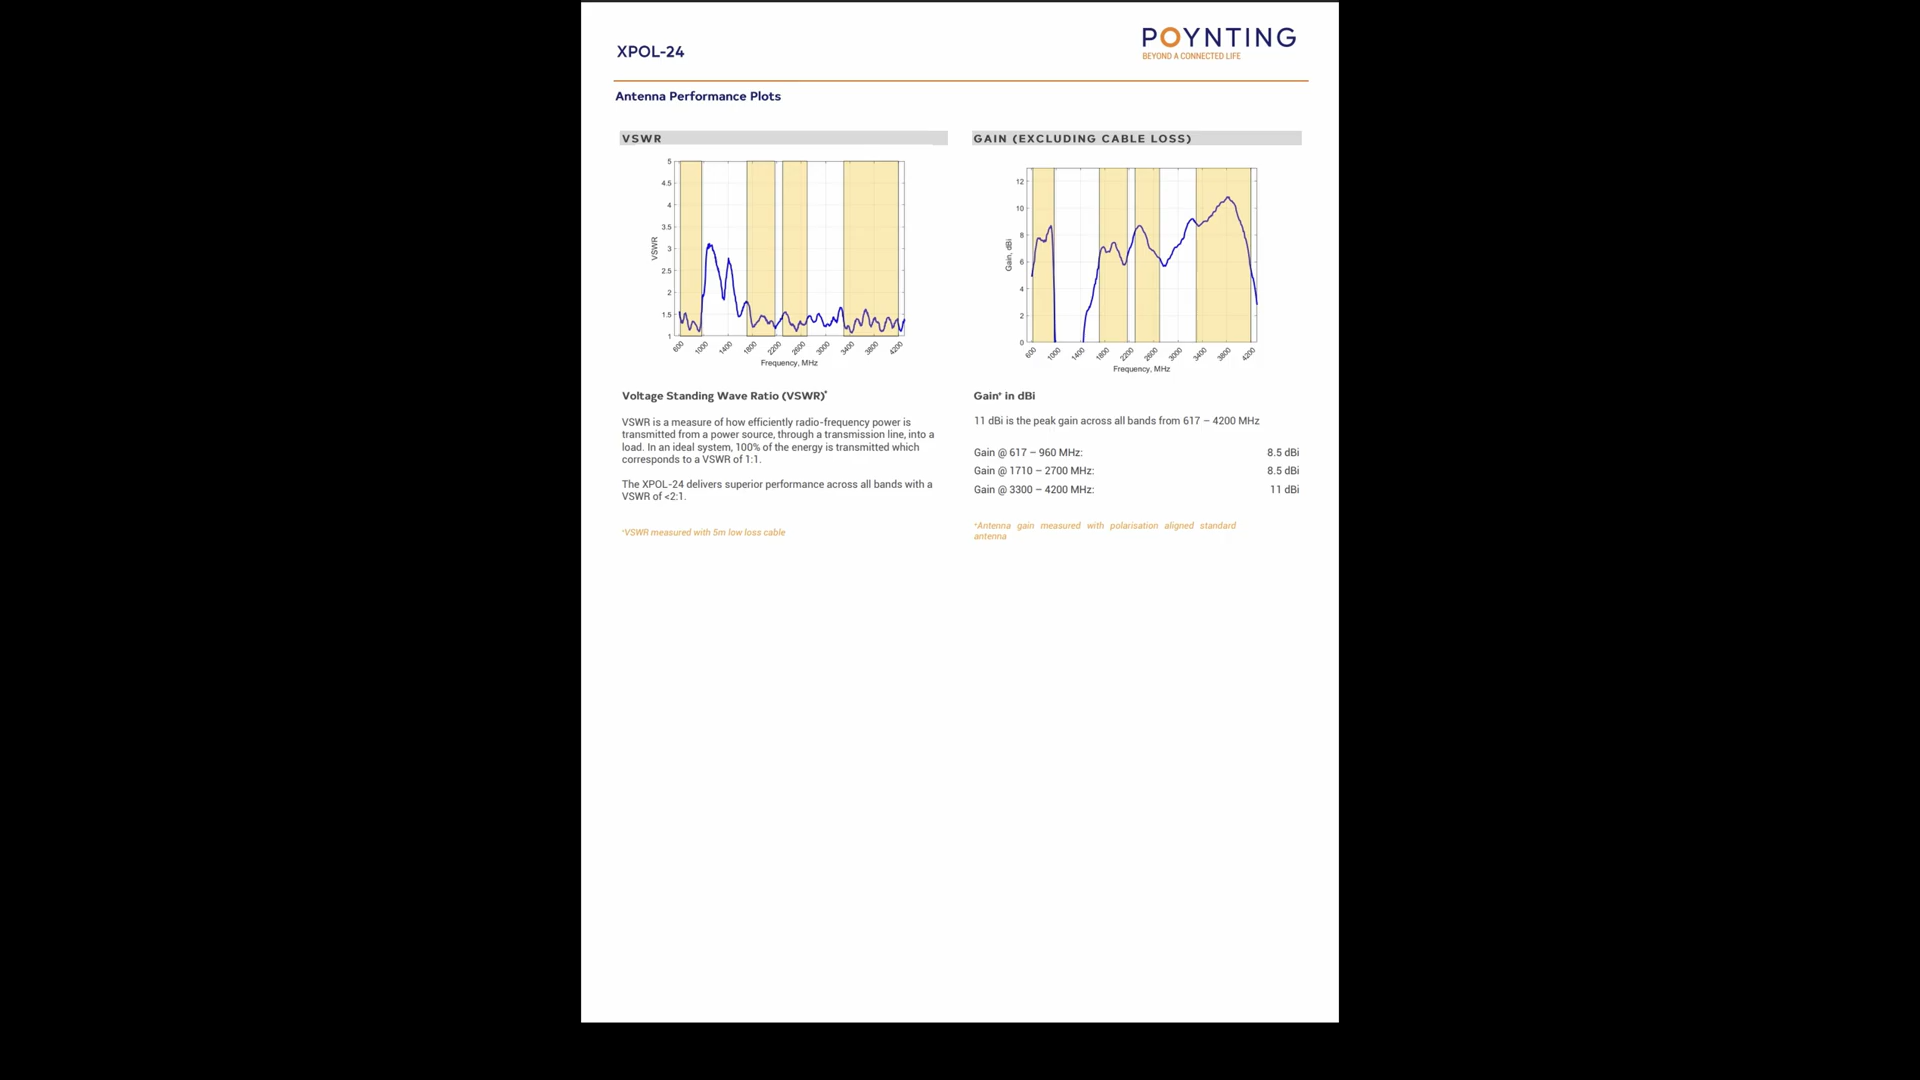 XPOL-24
POYNTING
BEYOND A CONNECTED LIFE
Antenna Performance Plots
VSWR
5
4.5
4
3.5
3
2.5
2
1.5
1
VSWR
600 1000 1400 1800 2200 2600 3000 3400 3800 4200
Frequency, MHz
Voltage Standing Wave Ratio (VSWR)*
VSWR is a measure of how efficiently radio-frequency power is
transmitted from a power source, through a transmission line, into a
load. In an ideal system, 100% of the energy is transmitted which
corresponds to a VSWR of 1:1.
The XPOL-24 delivers superior performance across all bands with a
VSWR of <2:1.
*VSWR measured with 5m low loss cable
GAIN (EXCLUDING CABLE LOSS)
12
10
8
6
4
2
0
Gain, dBi
600 1000 1400 1800 2200 2600 3000 3400 3800 4200
Frequency, MHz
Gain+ in dBi
11 dBi is the peak gain across all bands from 617 – 4200 MHz
Gain @ 617 – 960 MHz: 8.5 dBi
Gain @ 1710 – 2700 MHz: 8.5 dBi
Gain @ 3300 – 4200 MHz: 11 dBi
+Antenna gain measured with polarisation aligned standard
antenna